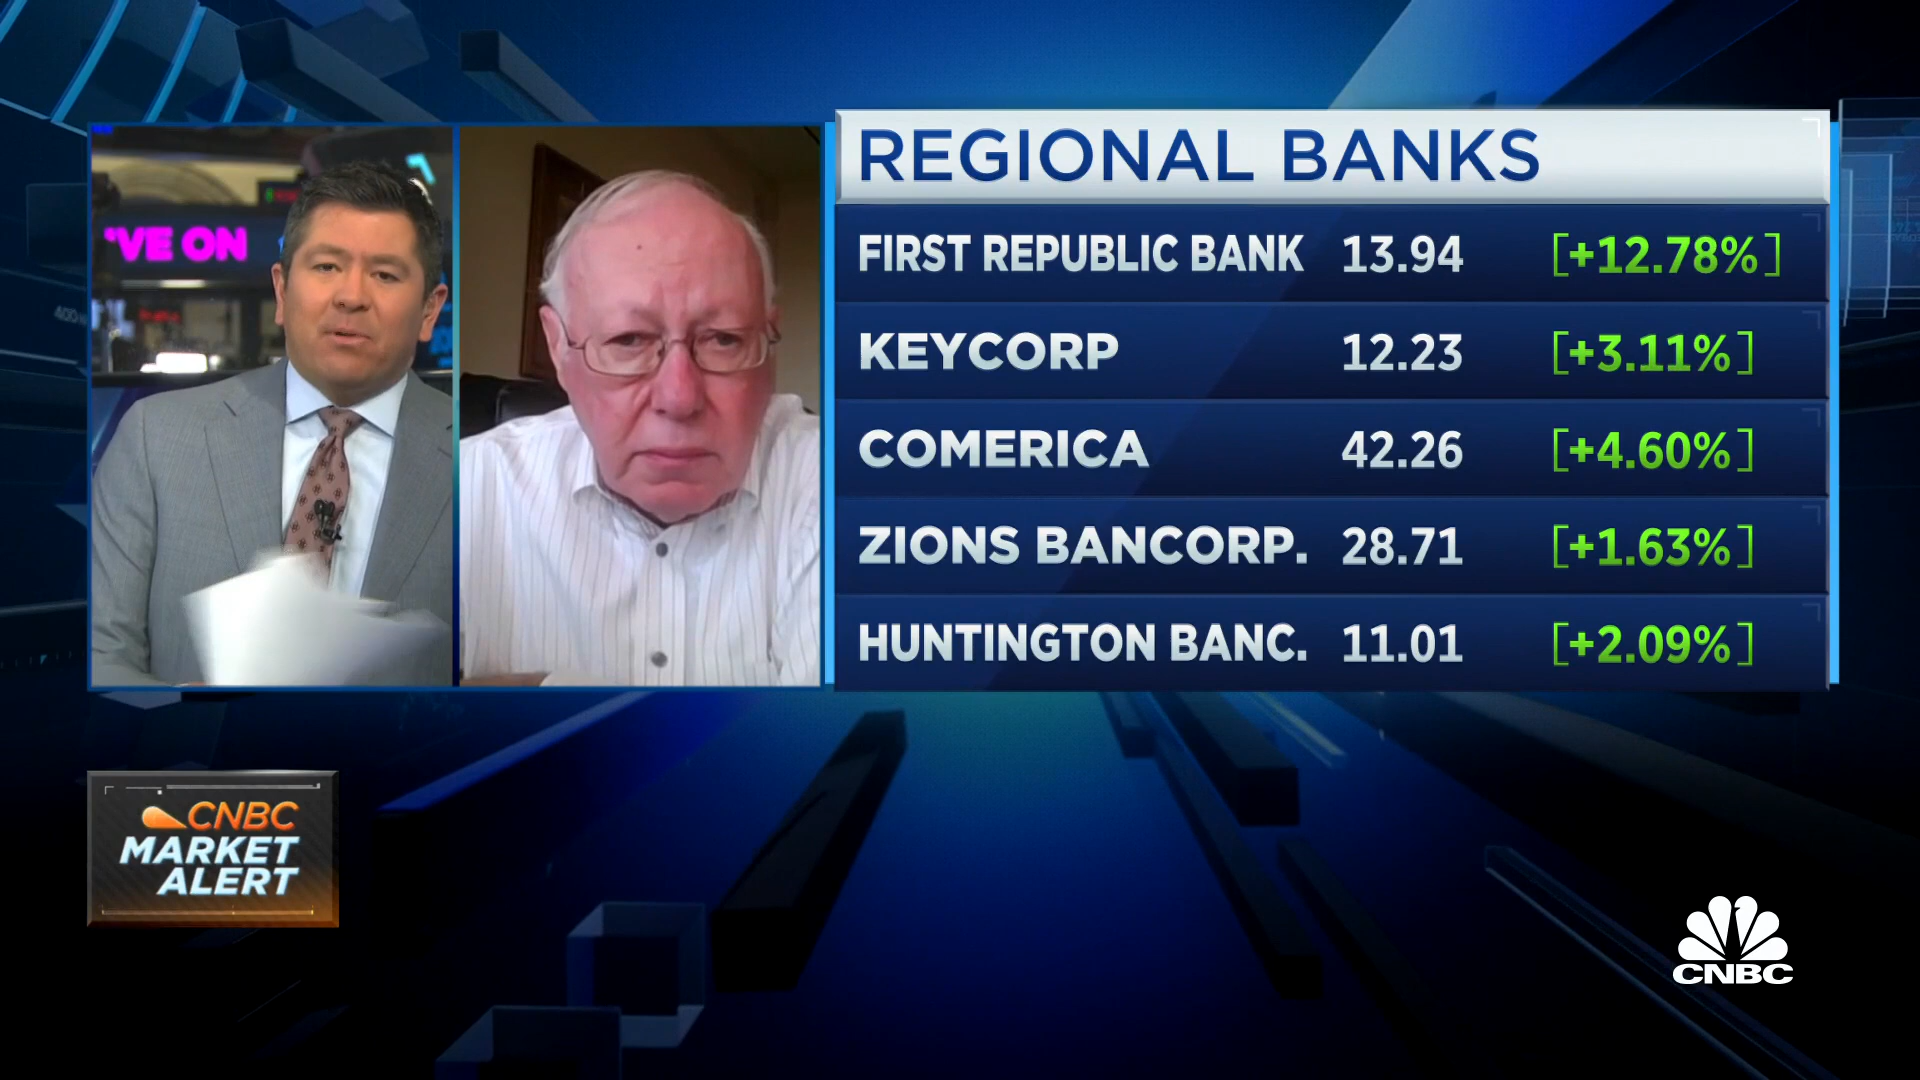 'VE ON
REGIONAL BANKS
FIRST REPUBLIC BANK 13.94 [+12.78%]
KEYCORP 12.23 [+3.11%]
COMERICA 42.26 [+4.60%]
ZIONS BANCORP. 28.71 [+1.63%]
HUNTINGTON BANC. 11.01 [+2.09%]
CNBC
MARKET
ALERT
CNBC